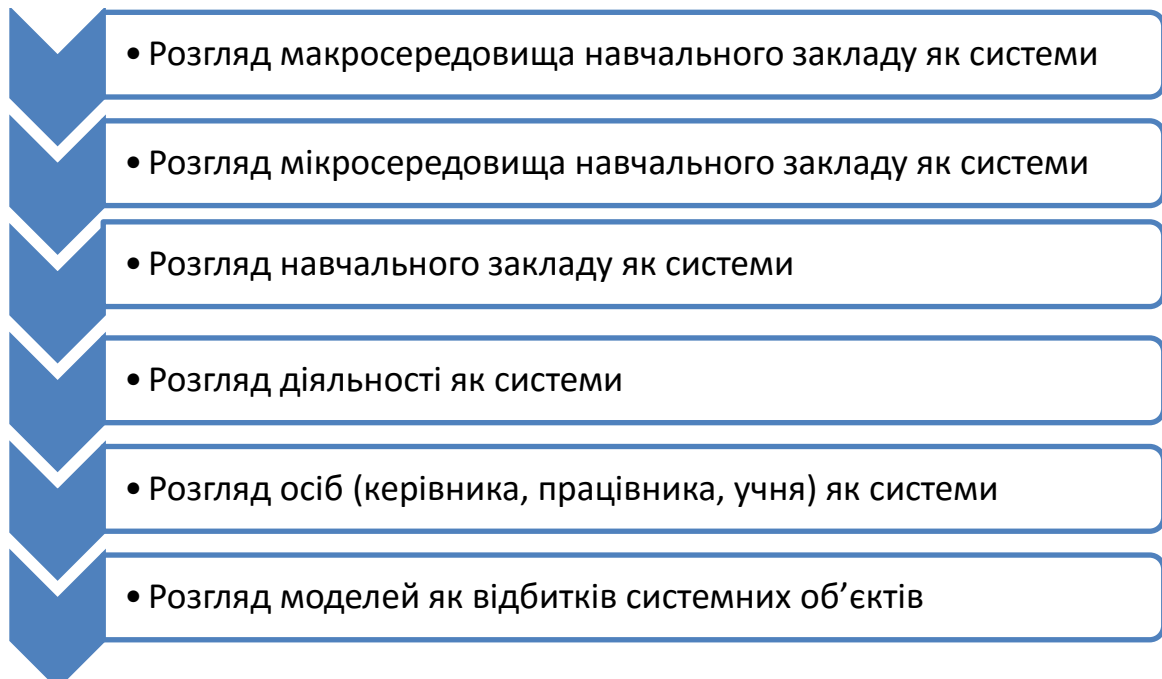 • Розгляд макросередовища навчального закладу як системи
• Розгляд мікросередовища навчального закладу як системи
• Розгляд навчального закладу як системи
• Розгляд діяльності як системи
• Розгляд осіб (керівника, працівника, учня) як системи
• Розгляд моделей як відбитків системних об’єктів